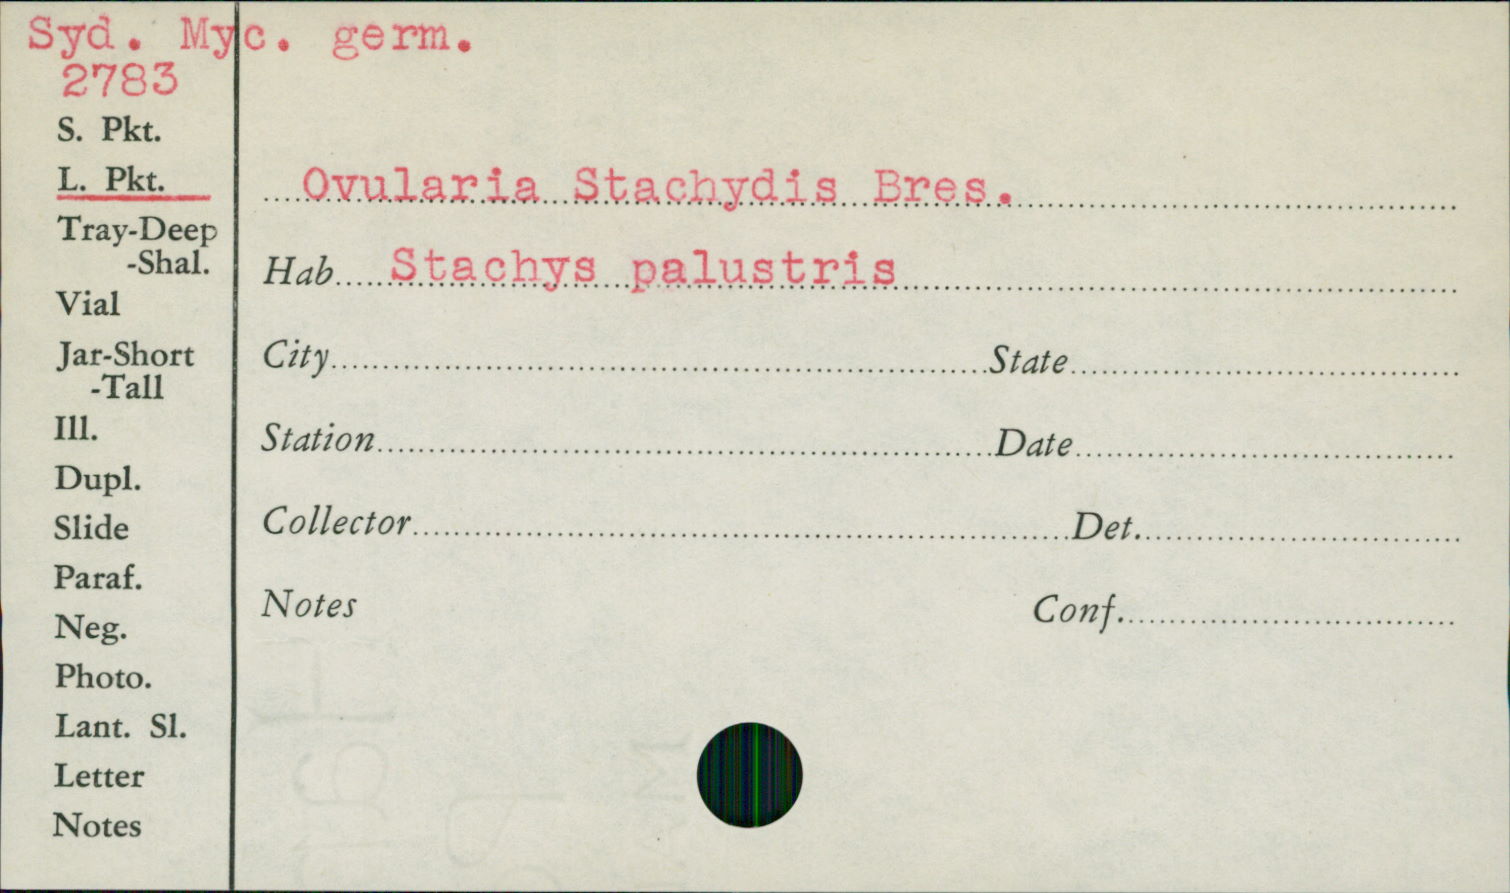 Syd. Myc. germ.
2783
S. Pkt.
L. Pkt.
Tray-Deep
-Shal.
Vial
Jar-Short
-Tall
Ill.
Dupl.
Slide
Paraf.
Neg.
Photo.
Lant. Sl.
Letter
Notes
Ovularia Stachydis Bres.
Hab. Stachys palustris
City State
Station Date
Collector Det.
Notes Conf.